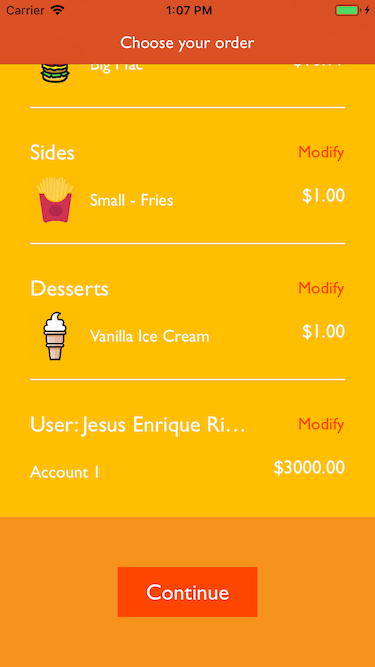 Carrier 1:07 PM
Choose your order
Big Mac
Sides Modify
Small - Fries $1.00
Desserts Modify
Vanilla Ice Cream $1.00
User: Jesus Enrique Ri... Modify
Account 1 $3000.00
Continue